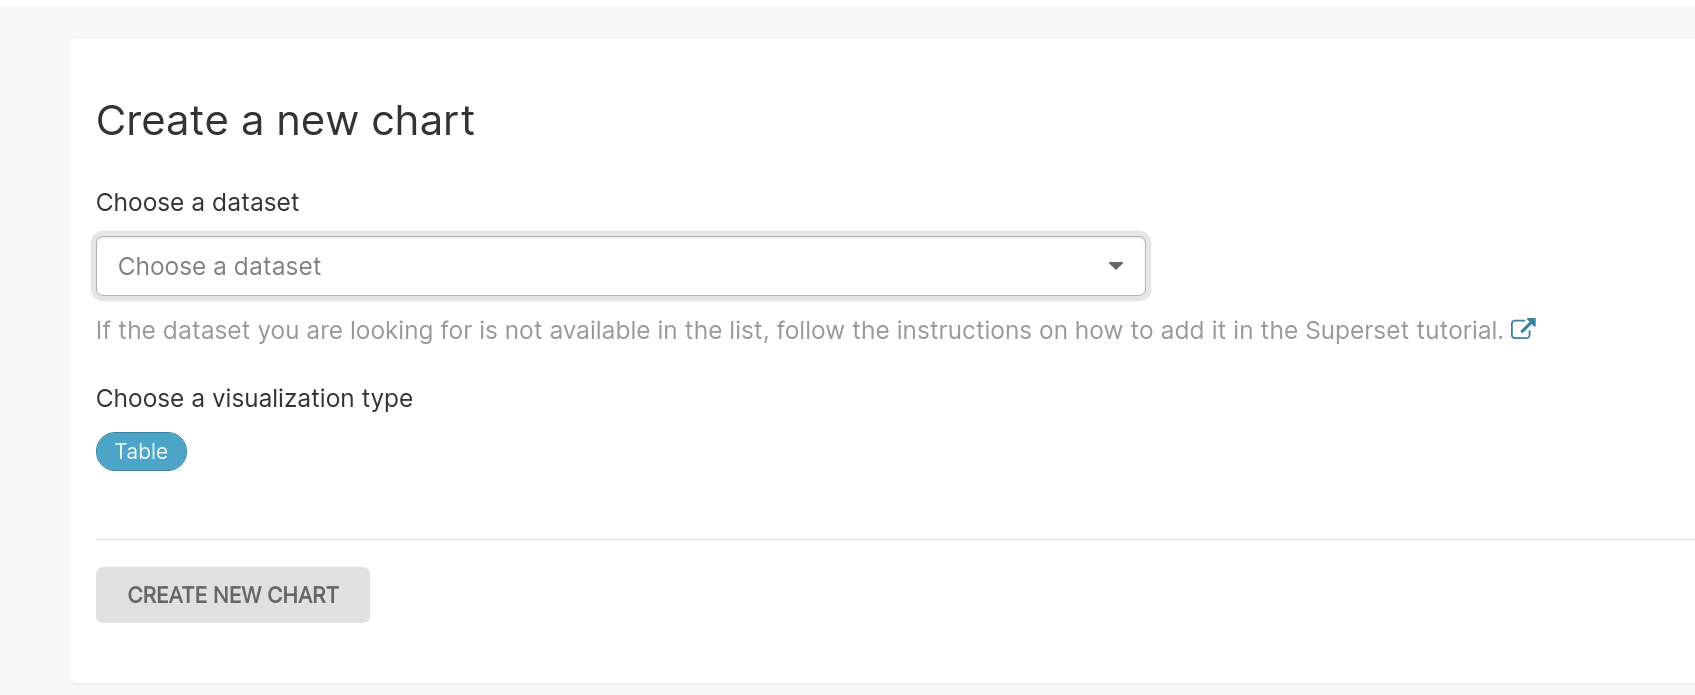 Create a new chart
Choose a dataset
Choose a dataset
If the dataset you are looking for is not available in the list, follow the instructions on how to add it in the Superset tutorial.
Choose a visualization type
Table
CREATE NEW CHART